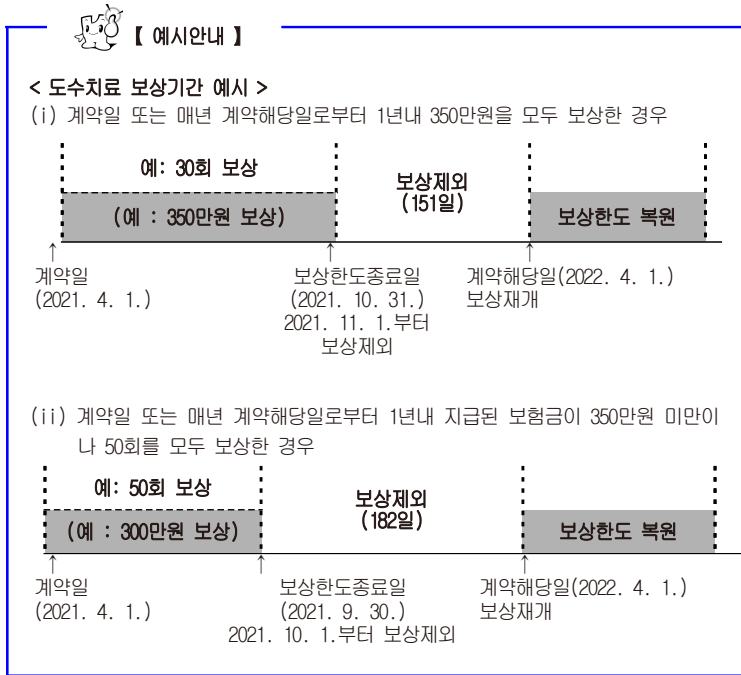 【 예시안내 】
< 도수치료 보상기간 예시 >
(i) 계약일 또는 매년 계약해당일로부터 1년내 350만원을 모두 보상한 경우
예: 30회 보상
보상제외
(151일)
(예 : 350만원 보상)
보상한도 복원
↑ ↑ ↑
계약일 보상한도종료일 계약해당일(2022. 4. 1.)
(2021. 4. 1.) (2021. 10. 31.) 보상재개
2021. 11. 1.부터
보상제외
(ii) 계약일 또는 매년 계약해당일로부터 1년내 지급된 보험금이 350만원 미만이
나 50회를 모두 보상한 경우
예: 50회 보상
보상제외
(182일)
(예 : 300만원 보상)
보상한도 복원
↑ ↑ ↑
계약일 보상한도종료일 계약해당일(2022. 4. 1.)
(2021. 4. 1.) (2021. 9. 30.) 보상재개
2021. 10. 1.부터 보상제외